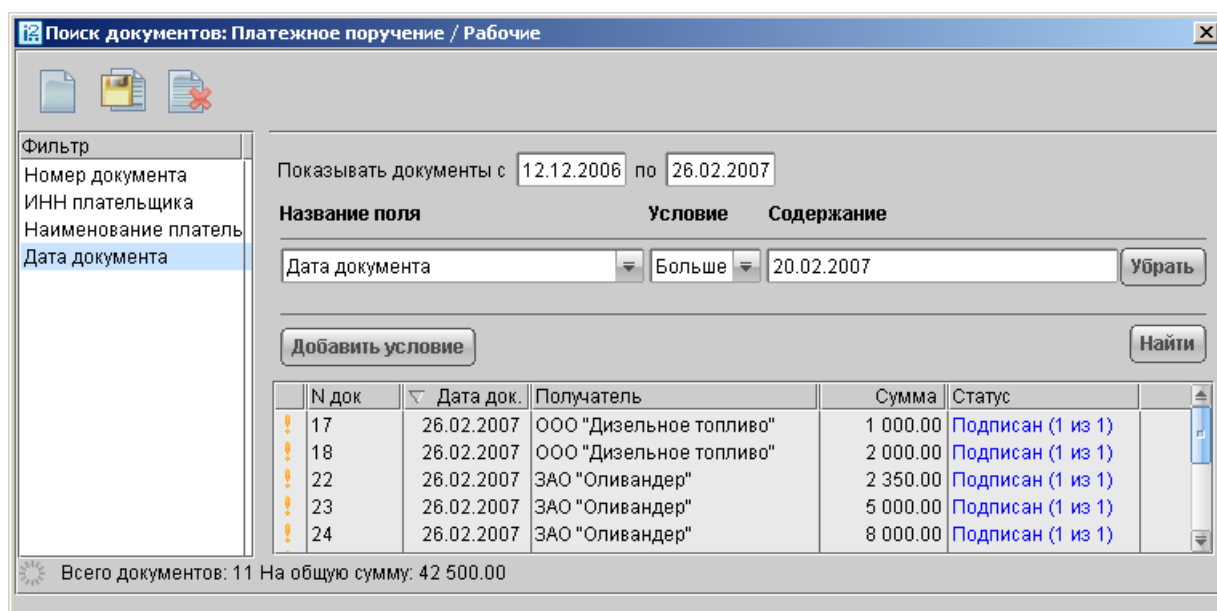 Поиск документов: Платежное поручение / Рабочие
Фильтр
Номер документа
ИНН плательщика
Наименование платель
Дата документа
Показывать документы с 12.12.2006 по 26.02.2007
Название поля Условие Содержание
Дата документа Больше 20.02.2007 Убрать
Добавить условие Найти
N док Дата док. Получатель Сумма Статус
17 26.02.2007 ООО "Дизельное топливо" 1 000.00 Подписан (1 из 1)
18 26.02.2007 ООО "Дизельное топливо" 2 000.00 Подписан (1 из 1)
22 26.02.2007 ЗАО "Оливандер" 2 350.00 Подписан (1 из 1)
23 26.02.2007 ЗАО "Оливандер" 5 000.00 Подписан (1 из 1)
24 26.02.2007 ЗАО "Оливандер" 8 000.00 Подписан (1 из 1)
Всего документов: 11 На общую сумму: 42 500.00